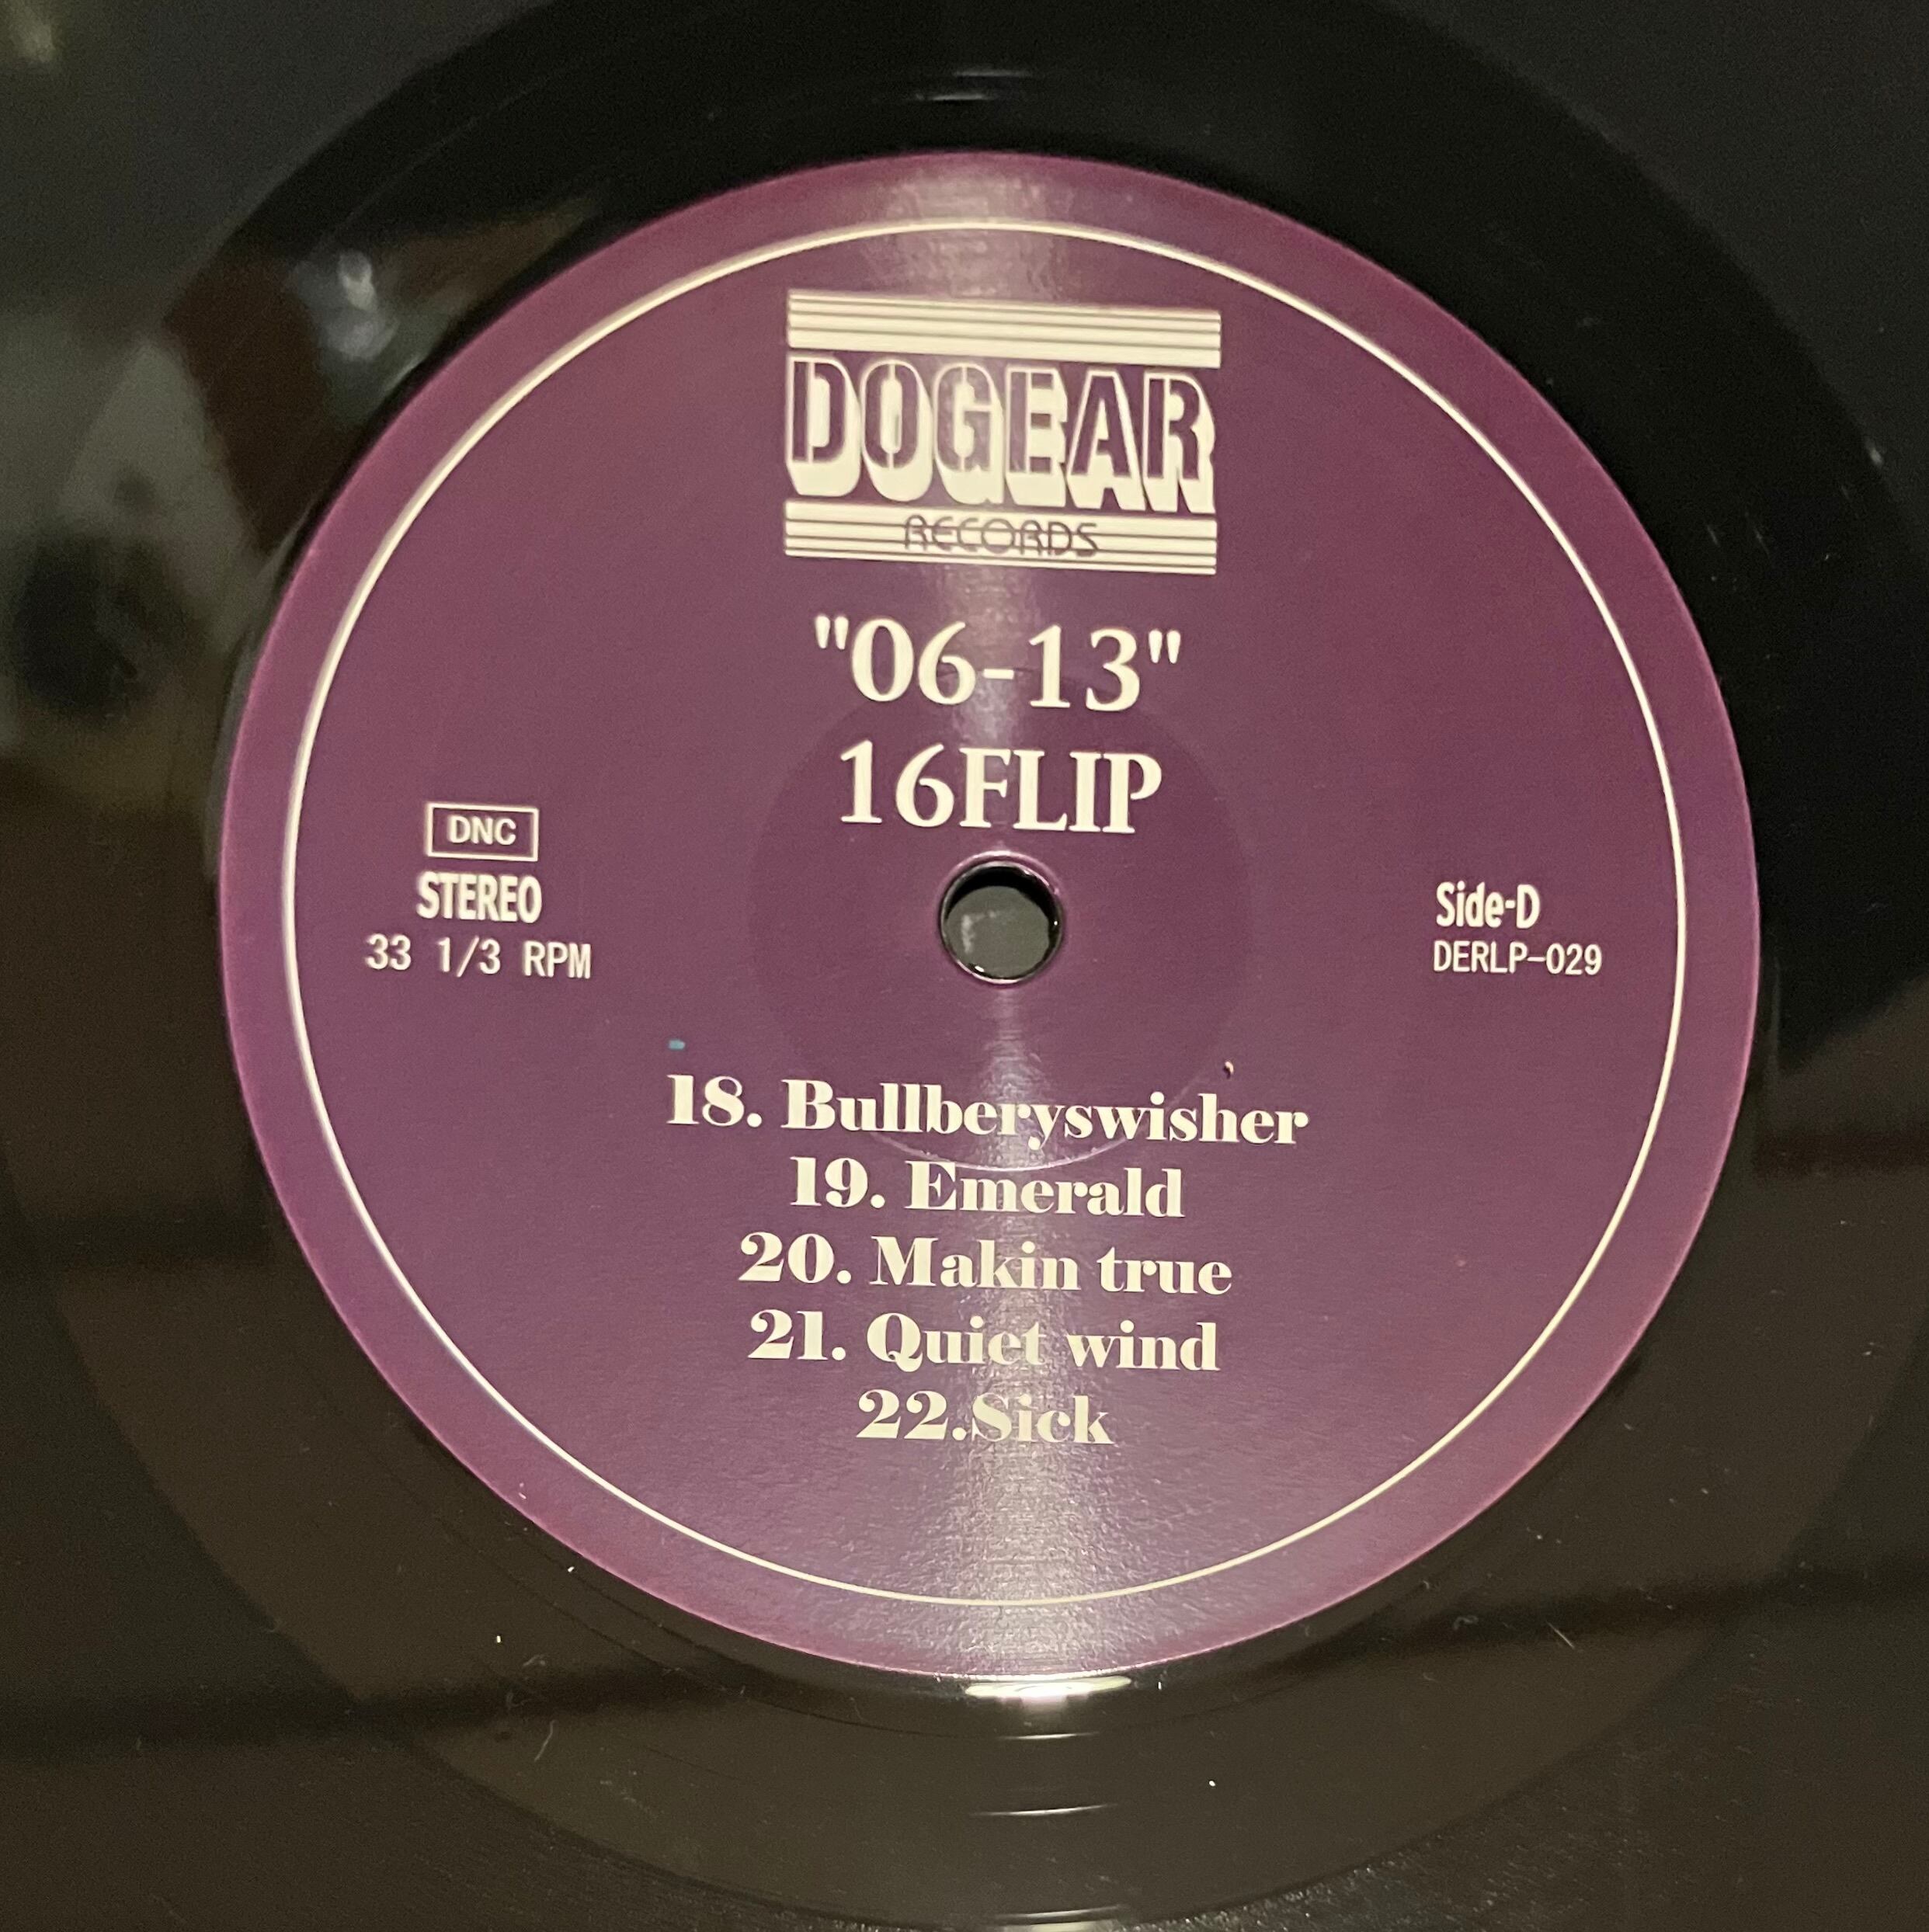 DOGEAR
RECORDS
"06-13"
16FLIP
DNC
STEREO
33 1/3 RPM
Side-D
DERLP-029
18. Bullberyswisher
19. Emerald
20. Makin true
21. Quiet wind
22.Sick